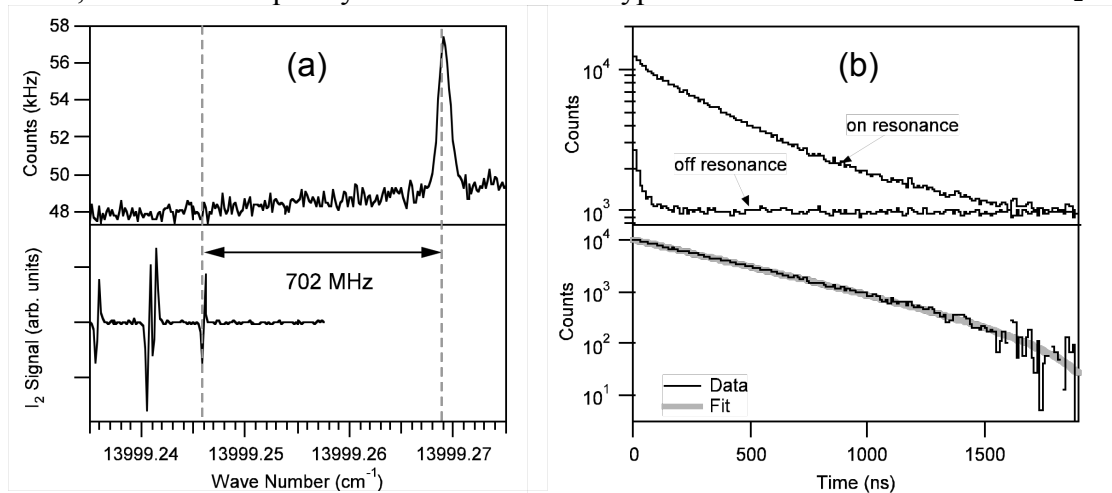 (a)
58
56
54
52
50
48
Counts (kHz)
702 MHz
I2 Signal (arb. units)
13999.24 13999.25 13999.26 13999.27
Wave Number (cm-1)
(b)
10^4
10^3
Counts
on resonance
off resonance
10^4
10^3
10^2
10^1
Counts
Data
Fit
0 500 1000 1500
Time (ns)